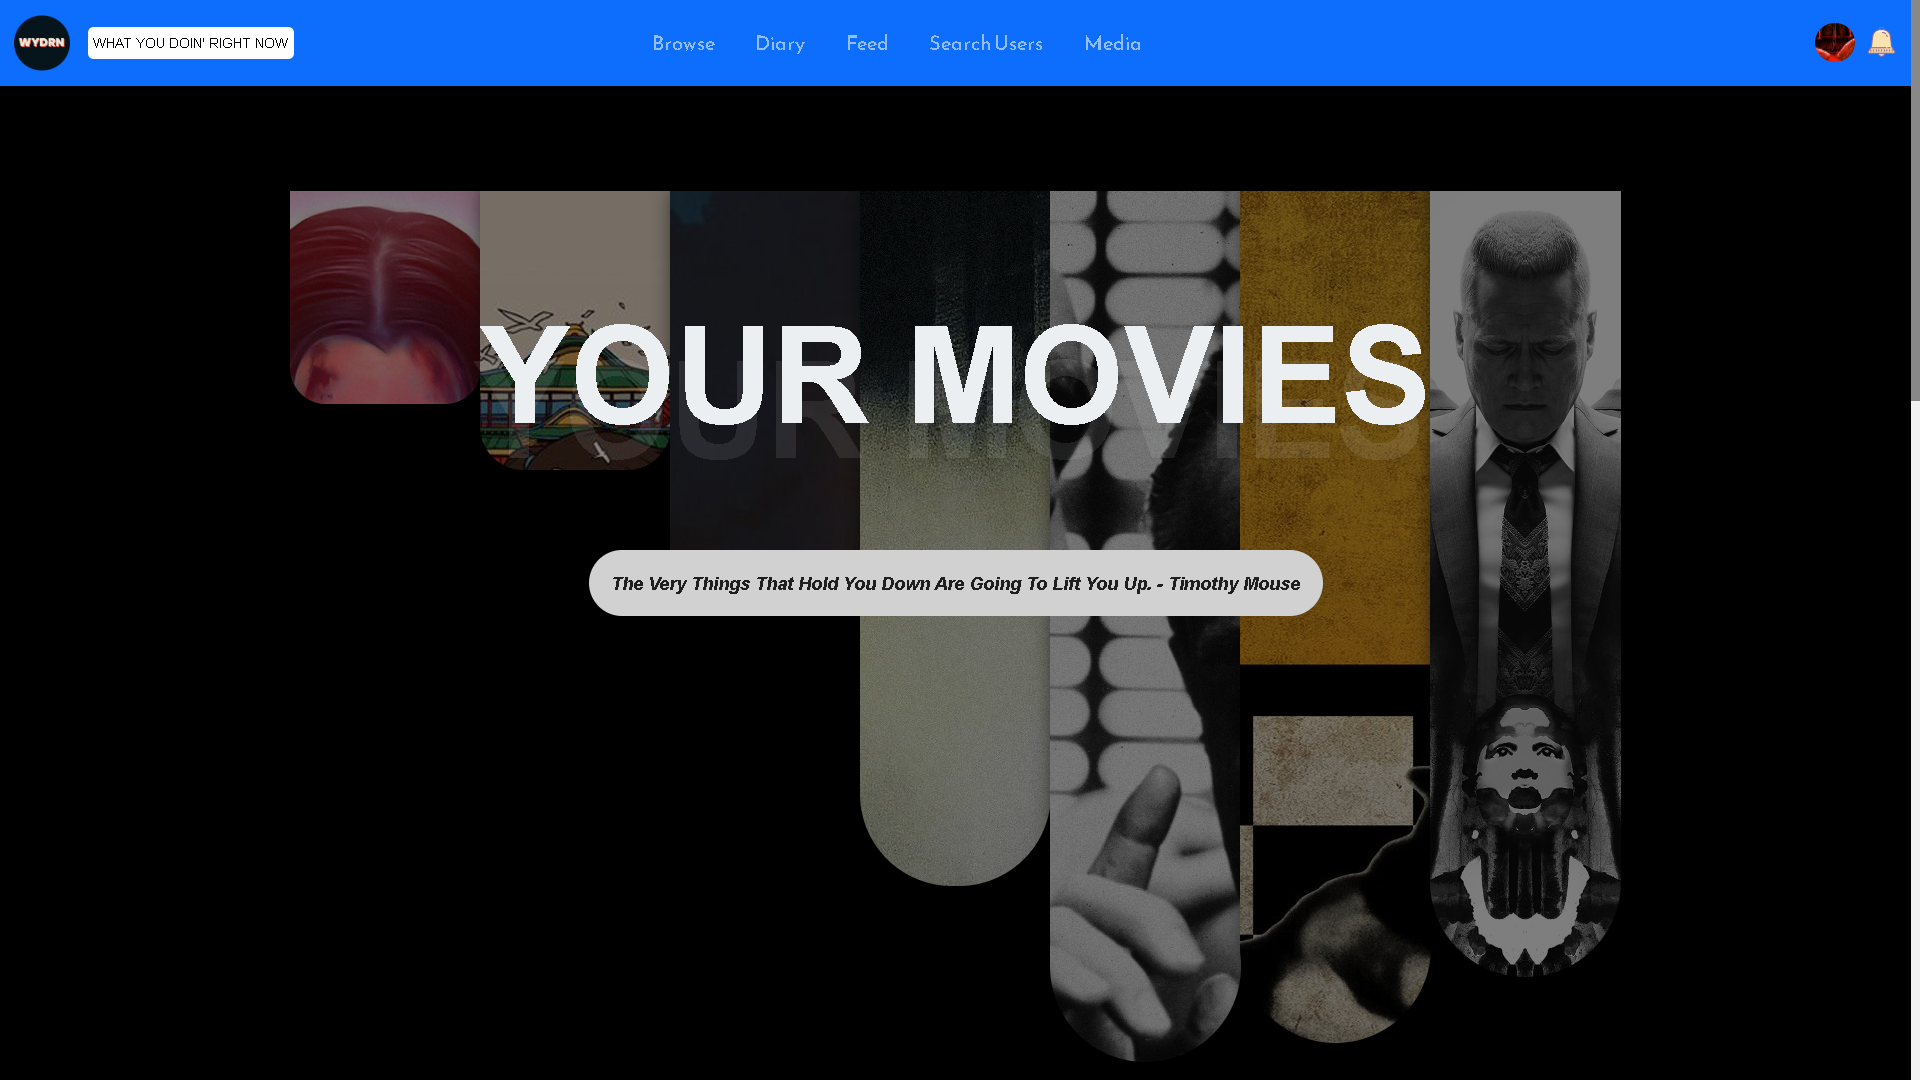 WYDRN
WHAT YOU DOIN' RIGHT NOW
Browse
Diary
Feed
Search Users
Media
YOUR MOVIES
The Very Things That Hold You Down Are Going To Lift You Up. - Timothy Mouse